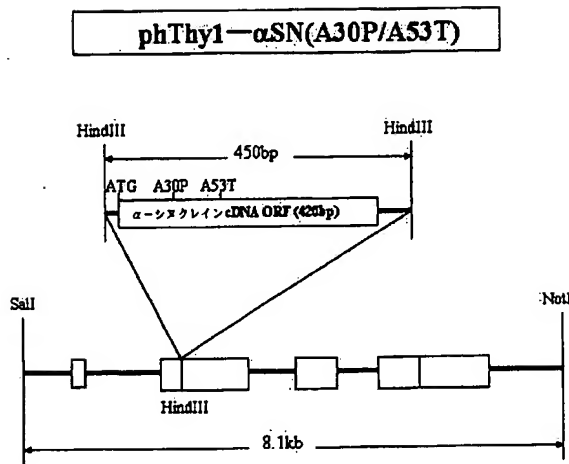 phThy1—αSN(A30P/A53T)
HindIII HindIII
450bp
ATG A30P A53T
α－シヌクレインcDNA ORF (420bp)
SalI NotI
HindIII
8.1kb